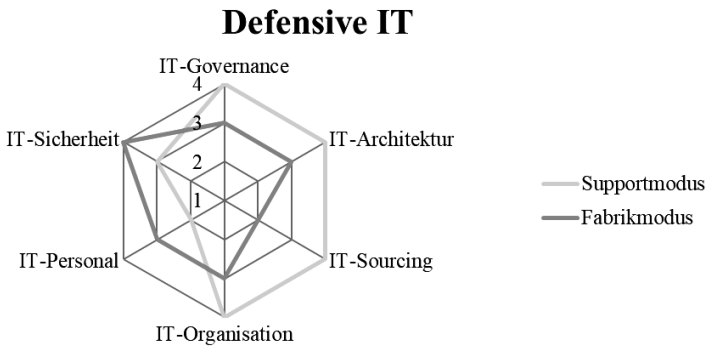 Defensive IT
IT-Governance
4
IT-Sicherheit
3
IT-Architektur
2
Supportmodus
1
Fabrikmodus
IT-Personal
IT-Sourcing
IT-Organisation